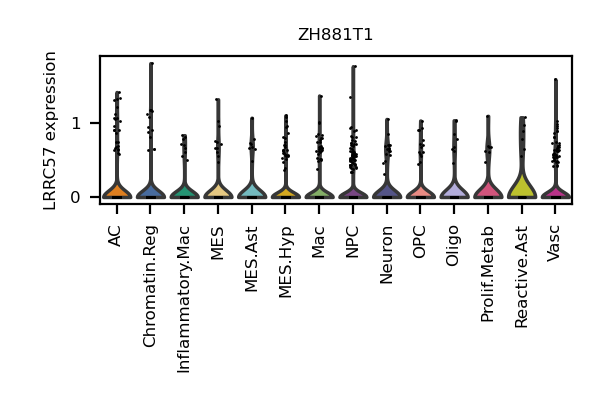 ZH881T1
LRRC57 expression
1
0
AC
Chromatin.Reg
Inflammatory.Mac
MES
MES.Ast
MES.Hyp
Mac
NPC
Neuron
OPC
Oligo
Prolif.Metab
Reactive.Ast
Vasc